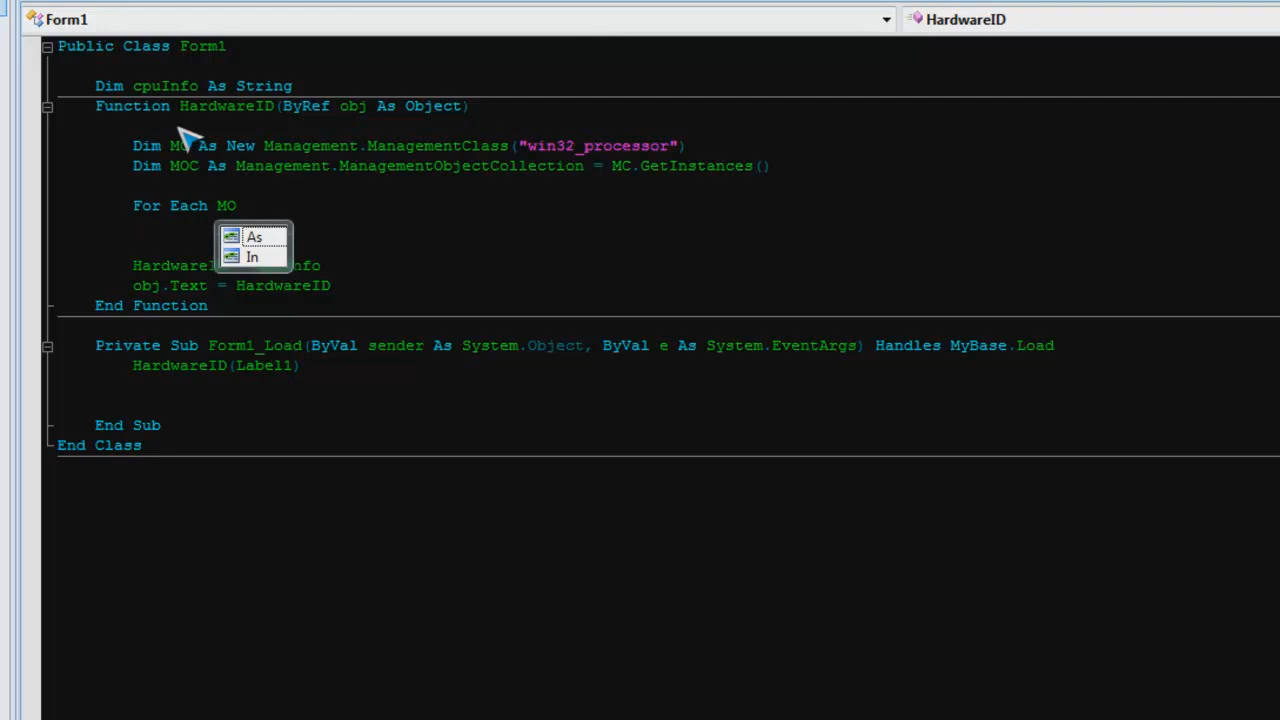 Form1
HardwareID
Public Class Form1
Dim cpuInfo As String
Function HardwareID(ByRef obj As Object)
Dim As New Management.ManagementClass("win32_processor")
Dim MOC As Management.ManagementObjectCollection = MC.GetInstances()
For Each MO
As
In
obj.Text = HardwareID
End Function
Private Sub Form1_Load(ByVal sender As System.Object, ByVal e As System.EventArgs) Handles MyBase.Load
HardwareID(Label1)
End Sub
End Class